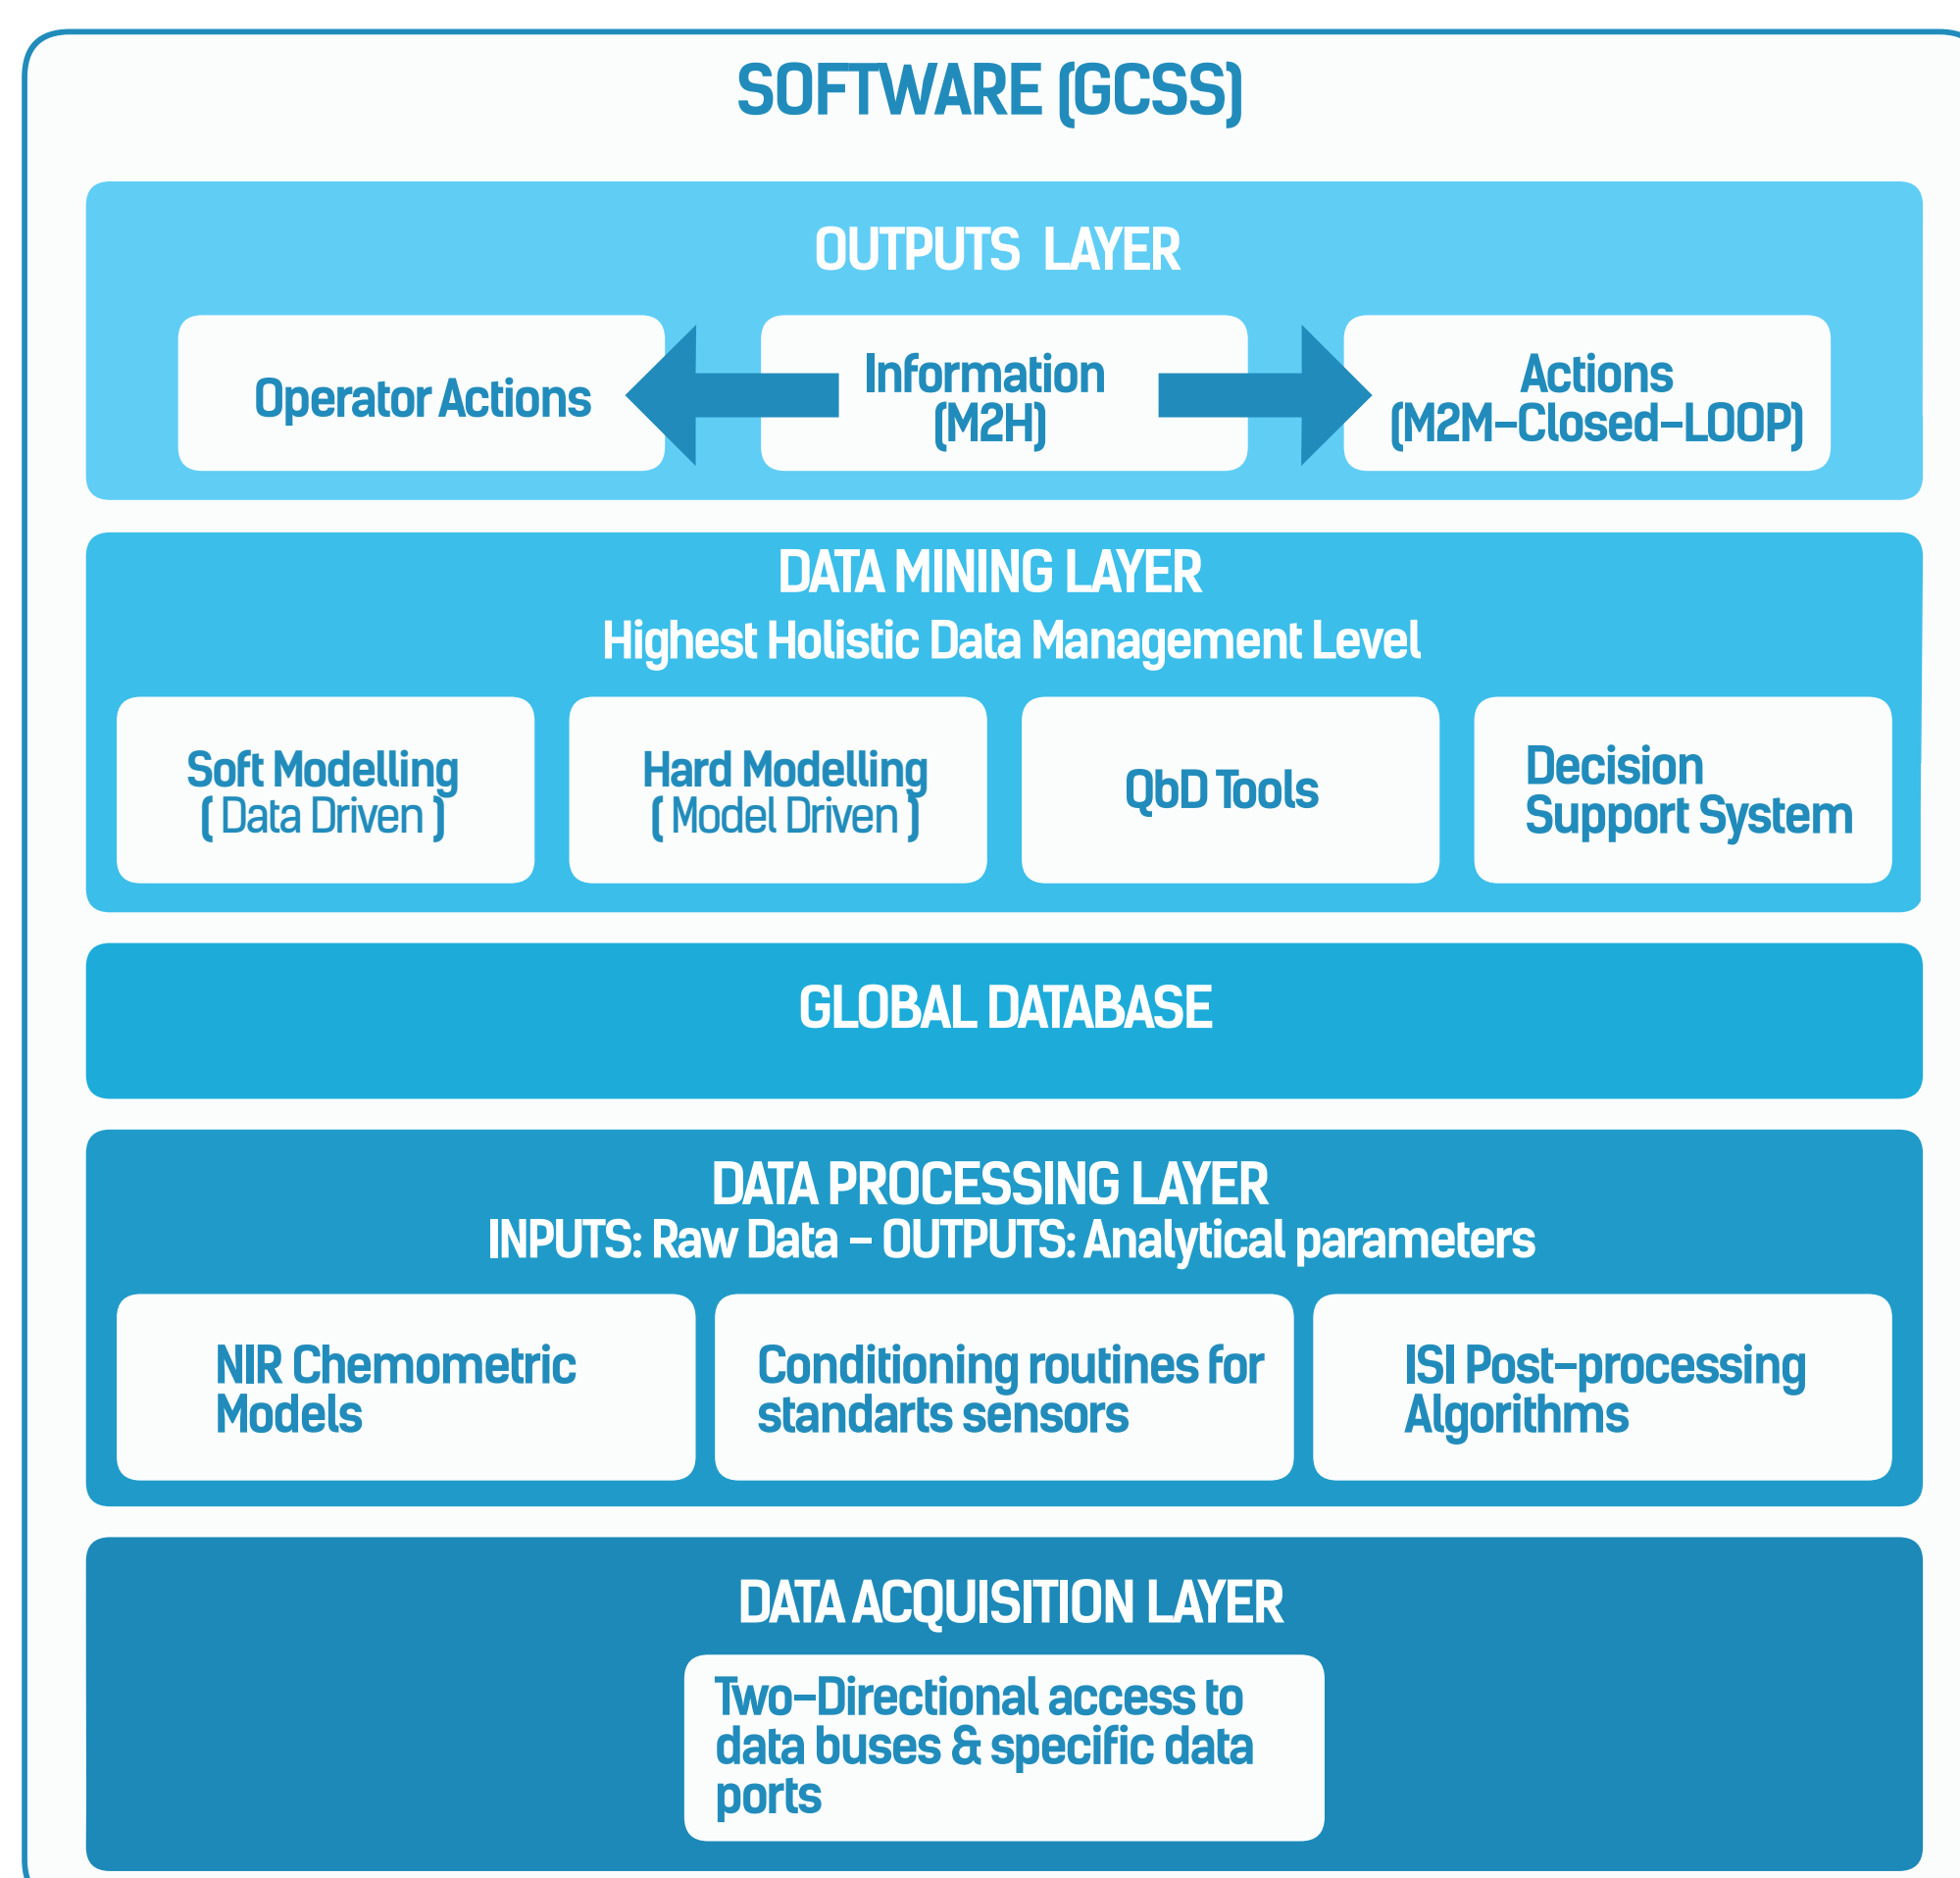 SOFTWARE (GCSS)
OUTPUTS LAYER
Operator Actions
Information
(M2H)
Actions
(M2M-Closed-LOOP)
DATA MINING LAYER
Highest Holistic Data Management Level
Soft Modelling
( Data Driven )
Hard Modelling
( Model Driven )
QbD Tools
Decision
Support System
GLOBAL DATABASE
DATA PROCESSING LAYER
INPUTS: Raw Data - OUTPUTS: Analytical parameters
NIR Chemometric
Models
Conditioning routines for
standarts sensors
ISI Post-processing
Algorithms
DATA ACQUISITION LAYER
Two-Directional access to
data buses & specific data
ports